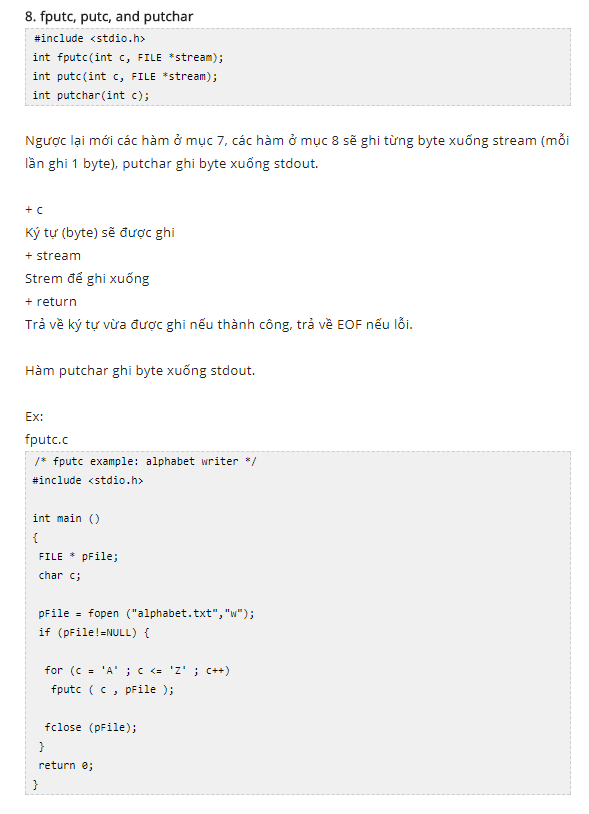 8. fputc, putc, and putchar
#include <stdio.h>
int fputc(int c, FILE *stream);
int putc(int c, FILE *stream);
int putchar(int c);
Ngược lại mới các hàm ở mục 7, các hàm ở mục 8 sẽ ghi từng byte xuống stream (mỗi
lần ghi 1 byte), putchar ghi byte xuống stdout.
+ c
Ký tự (byte) sẽ được ghi
+ stream
Strem để ghi xuống
+ return
Trả về ký tự vừa được ghi nếu thành công, trả về EOF nếu lỗi.
Hàm putchar ghi byte xuống stdout.
Ex:
fputc.c
/* fputc example: alphabet writer */
#include <stdio.h>
int main ()
{
FILE * pFile;
char c;
pFile = fopen ("alphabet.txt","w");
if (pFile!=NULL) {
for (c = 'A' ; c <= 'Z' ; c++)
fputc ( c , pFile );
fclose (pFile);
}
return 0;
}